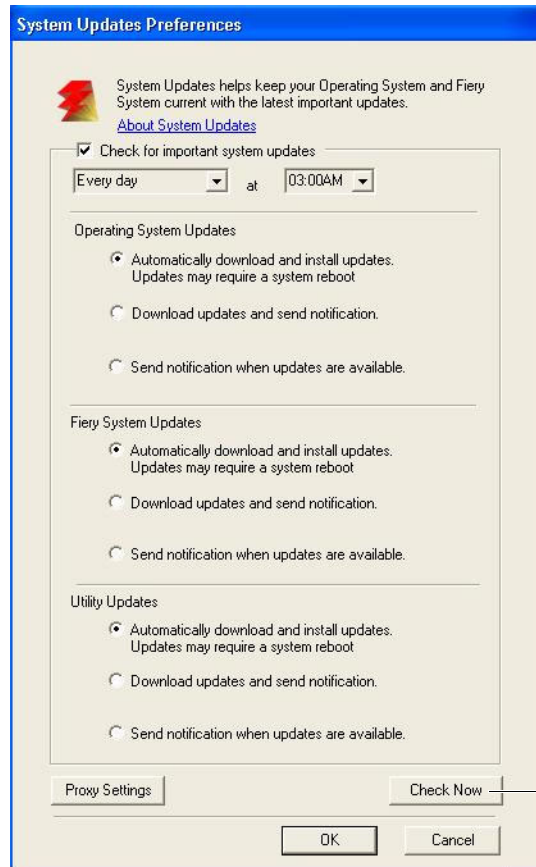 System Updates Preferences
System Updates helps keep your Operating System and Fiery
System current with the latest important updates.
About System Updates
Check for important system updates
Every day at 03:00AM
Operating System Updates
Automatically download and install updates.
Updates may require a system reboot
Download updates and send notification.
Send notification when updates are available.
Fiery System Updates
Automatically download and install updates.
Updates may require a system reboot
Download updates and send notification.
Send notification when updates are available.
Utility Updates
Automatically download and install updates.
Updates may require a system reboot
Download updates and send notification.
Send notification when updates are available.
Proxy Settings Check Now
OK Cancel